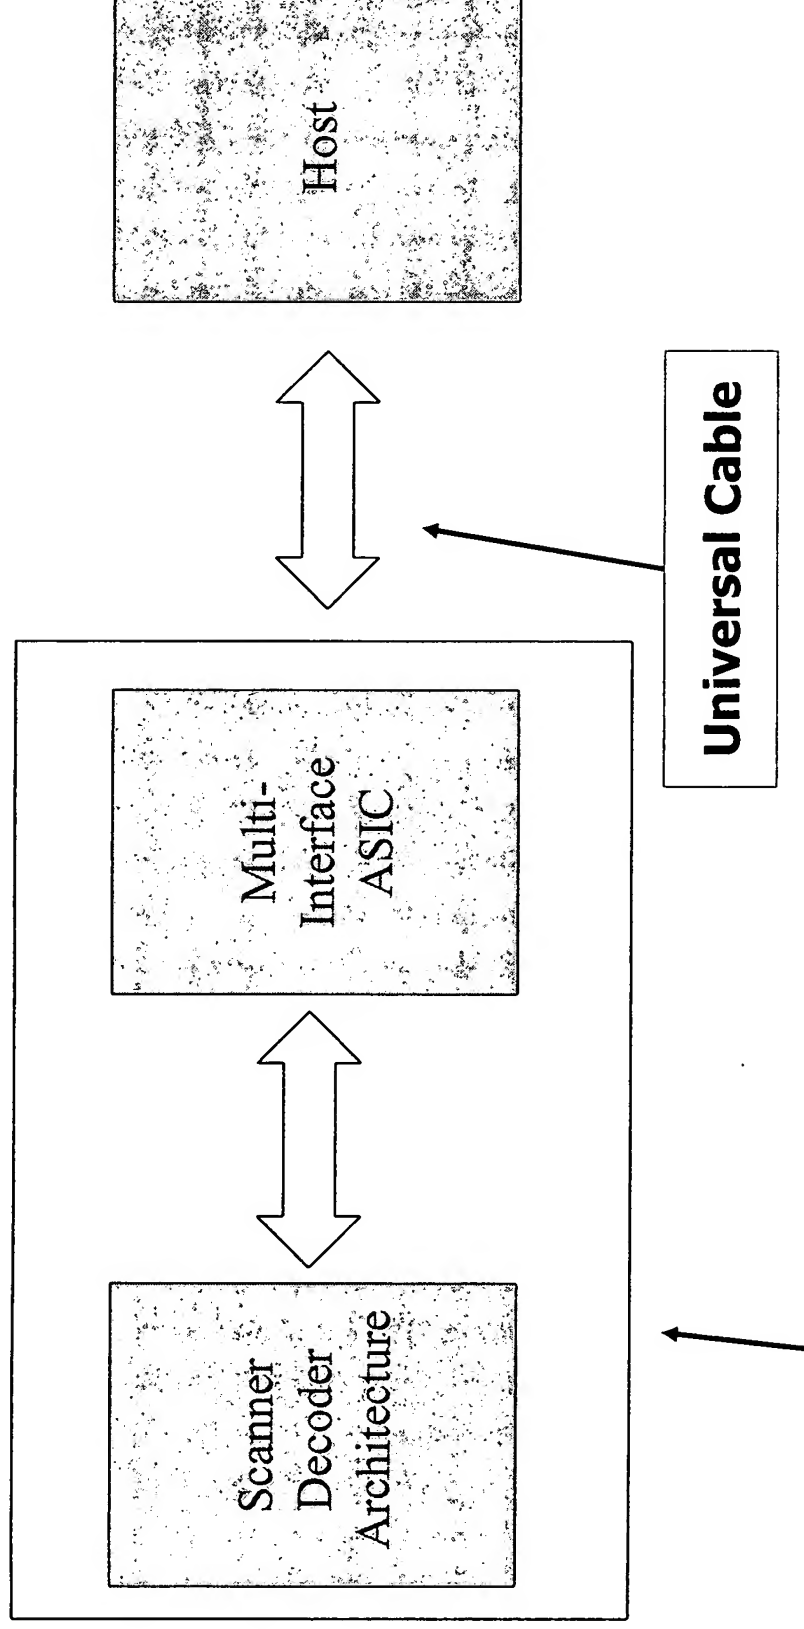 Scanner
Decoder
Architecture
Multi-
Interface
ASIC
Host
Universal Cable